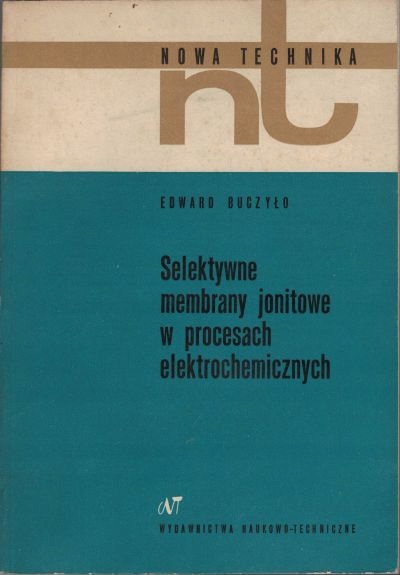 NOWA TECHNIKA
nt
EDWARD BUCZYŁO
Selektywne
membrany jonitowe
w procesach
elektrochemicznych
WNT
WYDAWNICTWA NAUKOWO-TECHNICZNE